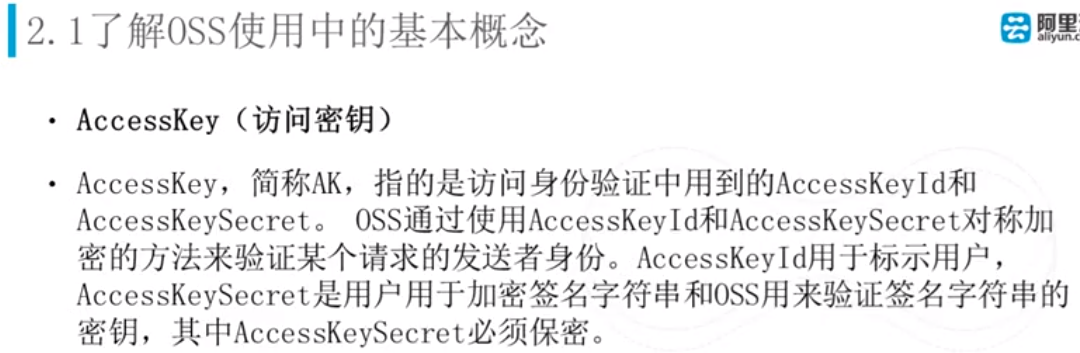 2.1了解OSS使用中的基本概念
阿里
aliyun.c
• AccessKey（访问密钥）
• AccessKey，简称AK，指的是访问身份验证中用到的AccessKeyId和
AccessKeySecret。 OSS通过使用AccessKeyId和AccessKeySecret对称加
密的方法来验证某个请求的发送者身份。AccessKeyId用于标示用户，
AccessKeySecret是用户用于加密签名字符串和OSS用来验证签名字符串的
密钥，其中AccessKeySecret必须保密。